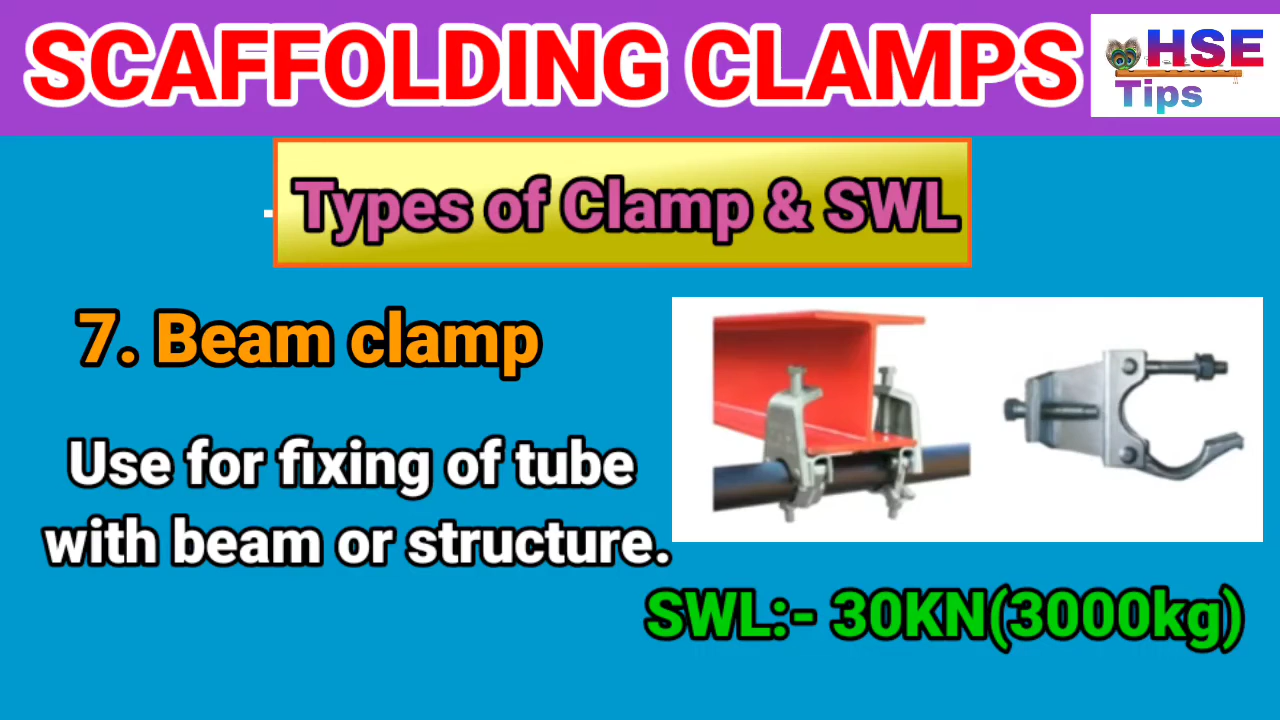 SCAFFOLDING CLAMPS
HSE
Tips
Types of Clamp & SWL
7. Beam clamp
Use for fixing of tube
with beam or structure.
SWL:- 30KN(3000kg)